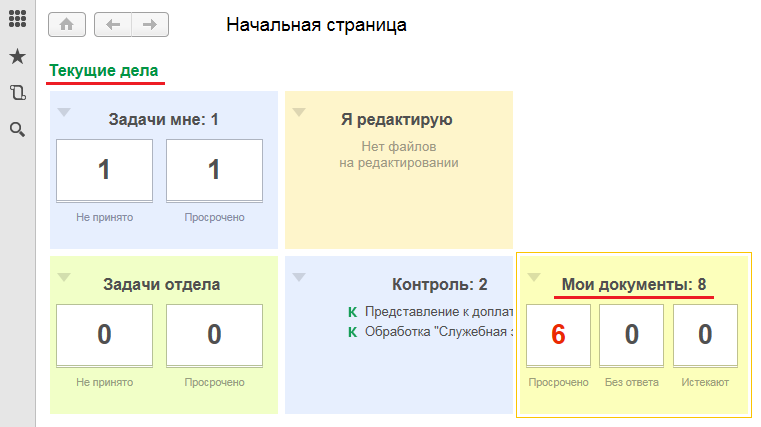 Начальная страница
Текущие дела
Задачи мне: 1
1 1
Не принято Просрочено
Я редактирую
Нет файлов
на редактировании
Задачи отдела
0 0
Не принято Просрочено
Контроль: 2
К Представление к доплат
К Обработка "Служебная з
Мои документы: 8
6 0 0
Просрочено Без ответа Истекают